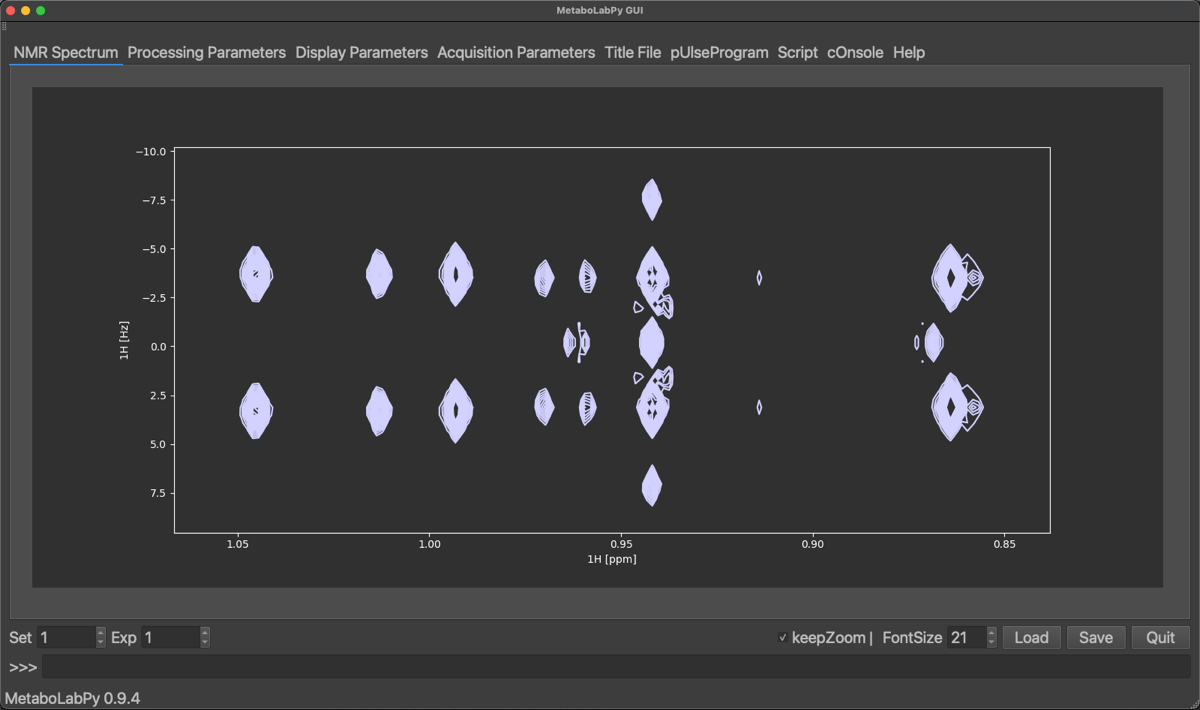 MetaboLabPy GUI
NMR Spectrum Processing Parameters Display Parameters Acquisition Parameters Title File pUlseProgram Script cOnsole Help
−10.0
−7.5
−5.0
−2.5
0.0
2.5
5.0
7.5
1H [Hz]
1.05 1.00 0.95 0.90 0.85
1H [ppm]
Set 1 Exp 1 keepZoom | FontSize 21 Load Save Quit
>>>
MetaboLabPy 0.9.4